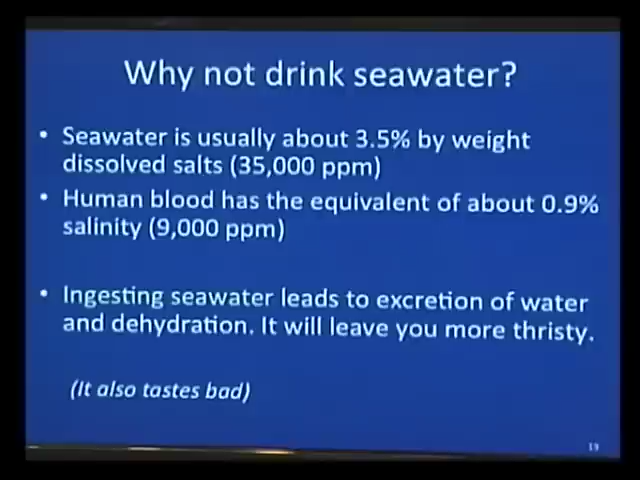 Why not drink seawater?
• Seawater is usually about 3.5% by weight
dissolved salts (35,000 ppm)
• Human blood has the equivalent of about 0.9%
salinity (9,000 ppm)
• Ingesting seawater leads to excretion of water
and dehydration. It will leave you more thristy.
(It also tastes bad)
19